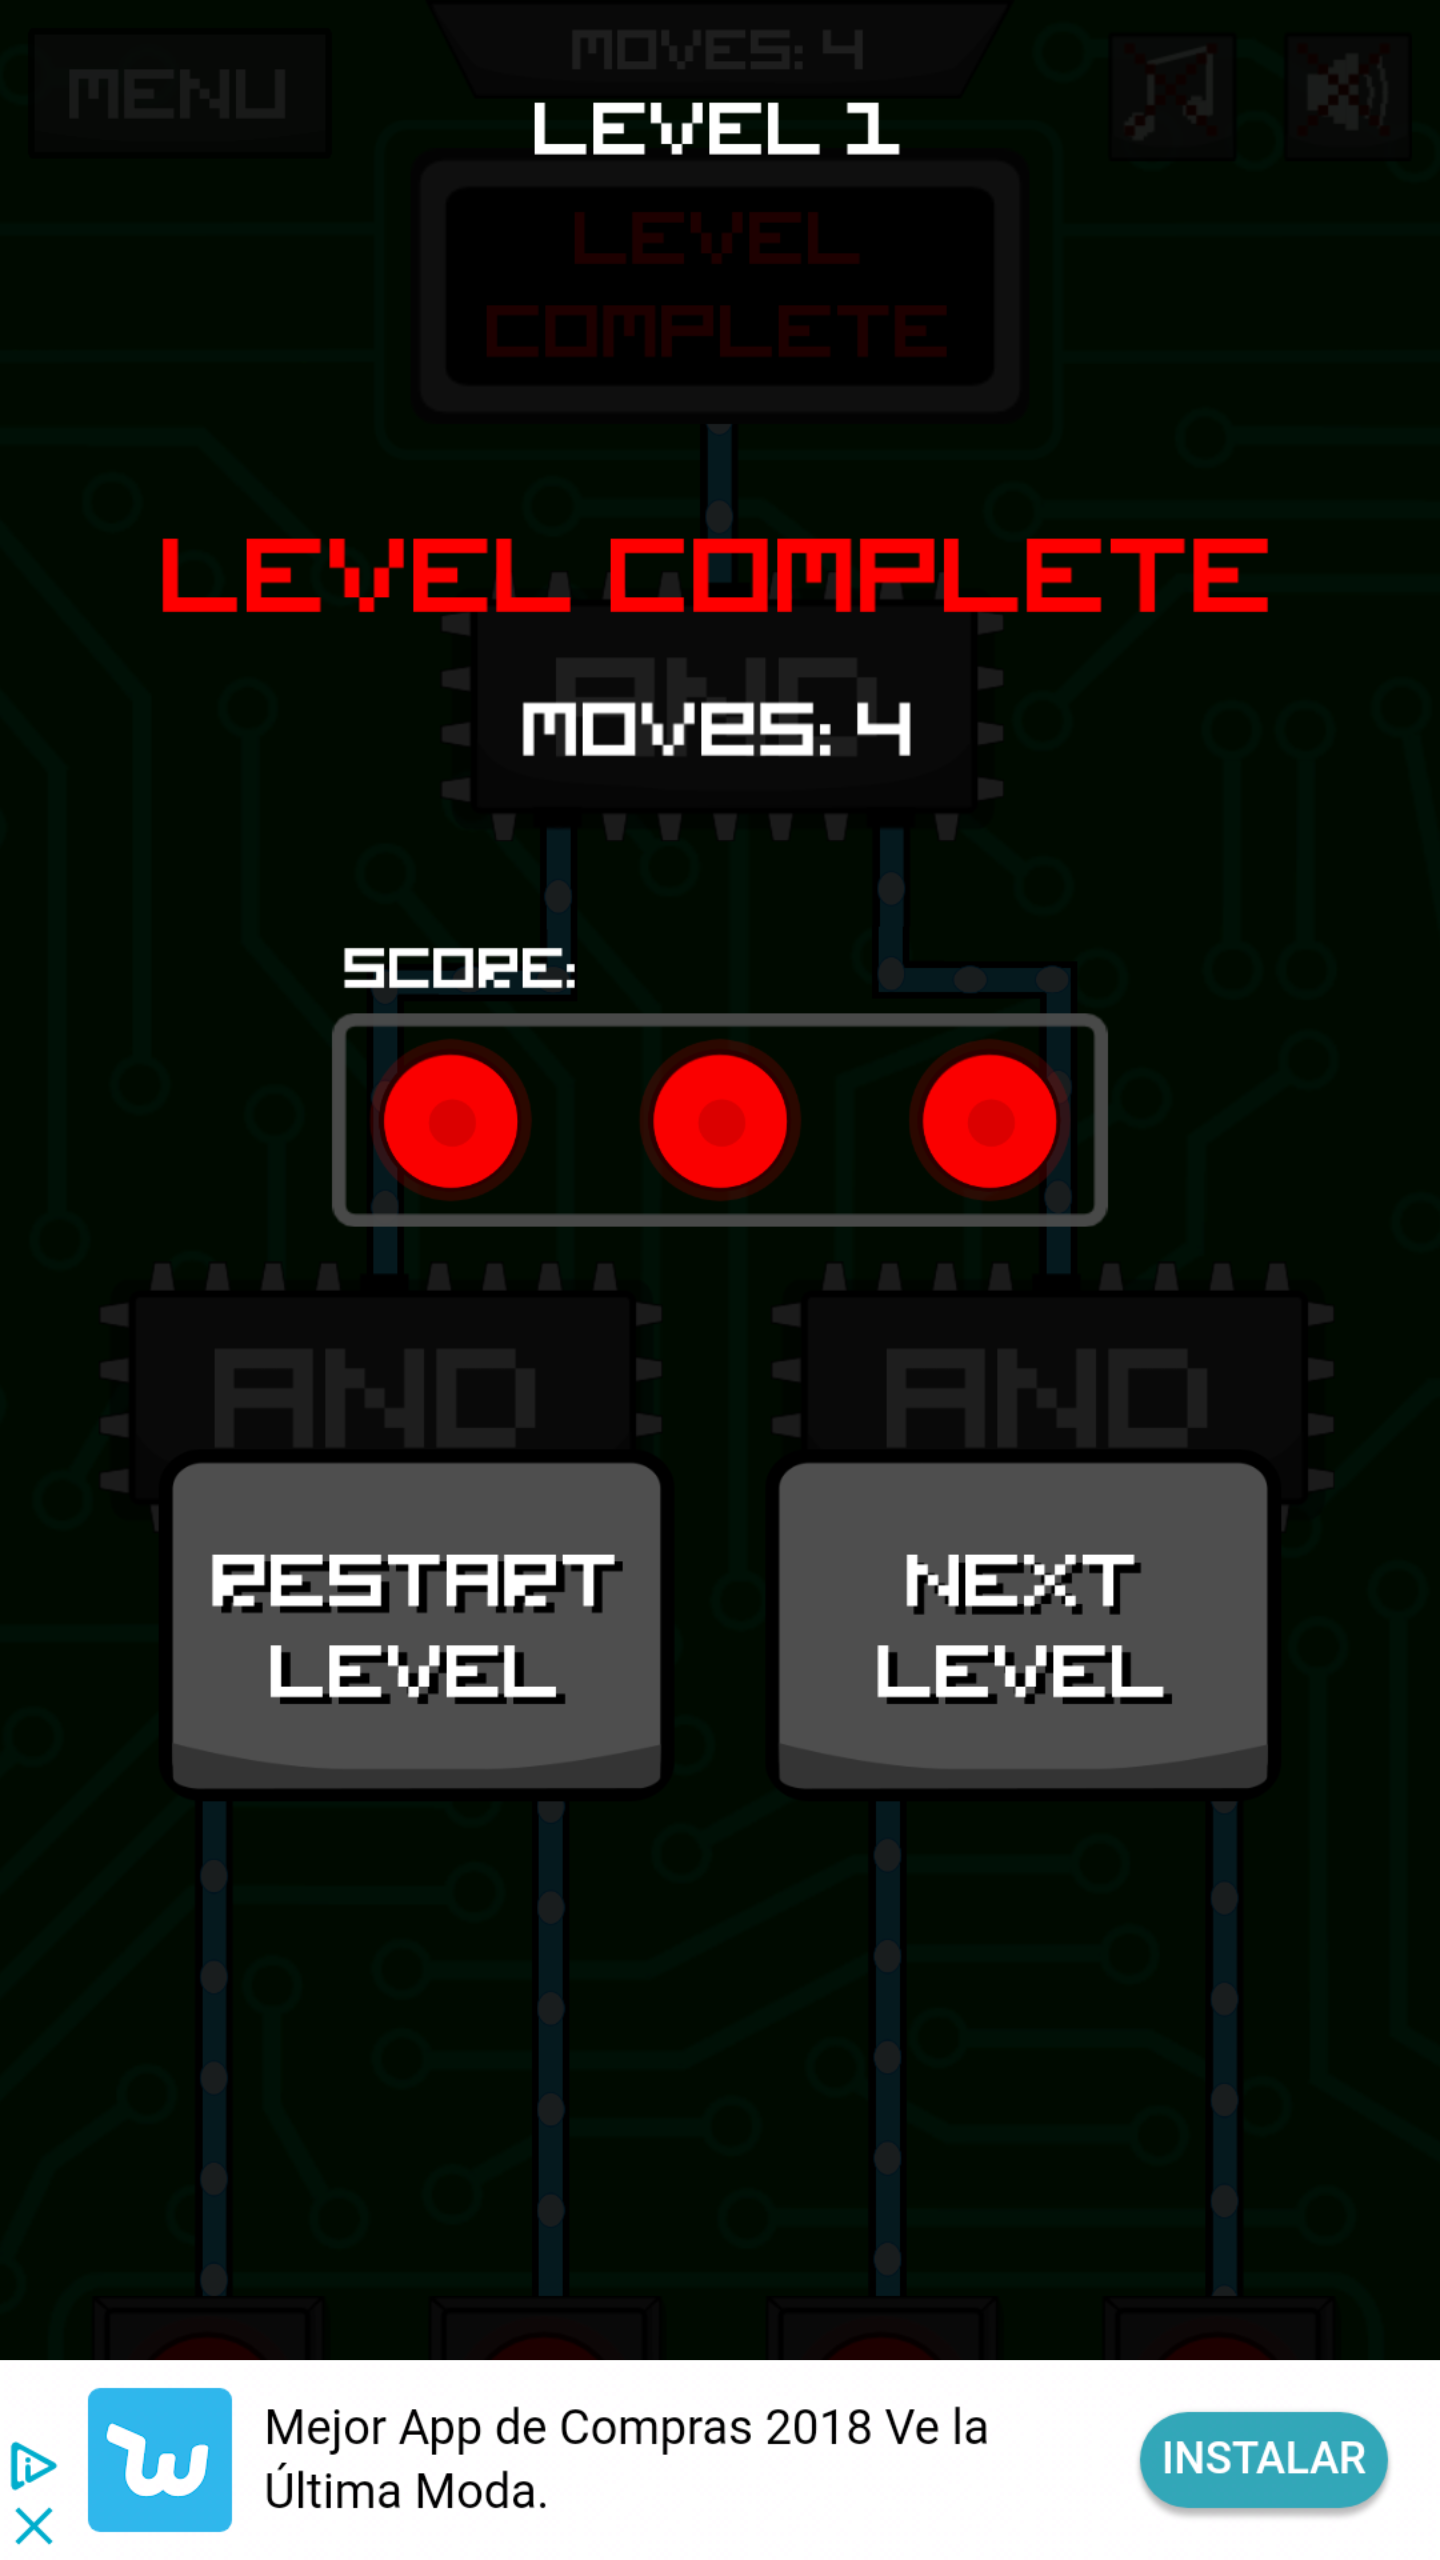 MENU
MOVES: 4
LEVEL 1
LEVEL
COMPLETE
LEVEL COMPLETE
AND
MOVES: 4
SCORE:
AND
AND
RESTART
LEVEL
NEXT
LEVEL
Mejor App de Compras 2018 Ve la
Última Moda.
INSTALAR